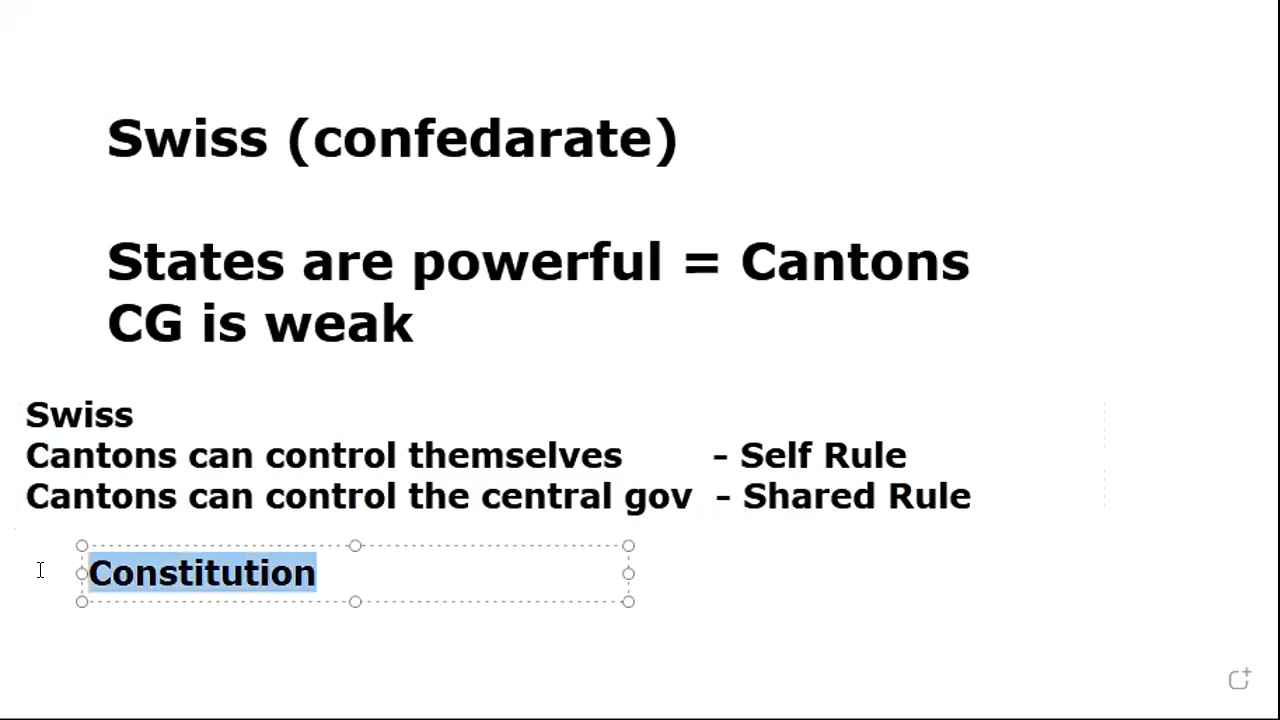 Swiss (confedarate)
States are powerful = Cantons
CG is weak
Swiss
Cantons can control themselves - Self Rule
Cantons can control the central gov - Shared Rule
Constitution